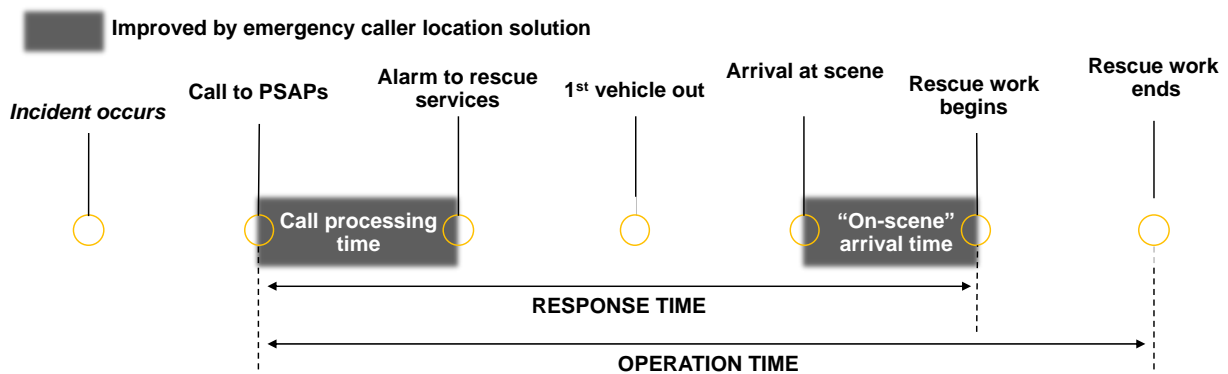 Improved by emergency caller location solution
Incident occurs
Call to PSAPs
Alarm to rescue
services
1st vehicle out
Arrival at scene
Rescue work
begins
Rescue work
ends
Call processing
time
“On-scene”
arrival time
RESPONSE TIME
OPERATION TIME